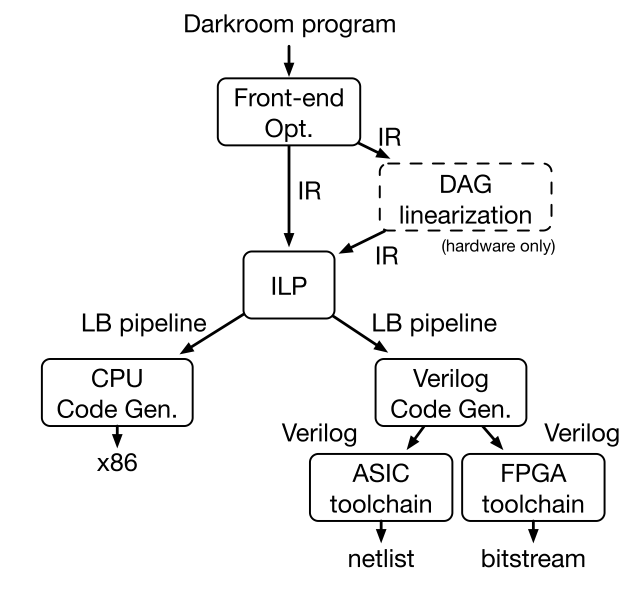 Darkroom program
Front-end
Opt.
IR
IR
DAG
linearization
(hardware only)
IR
ILP
LB pipeline
LB pipeline
CPU
Code Gen.
Verilog
Code Gen.
Verilog
Verilog
x86
ASIC
toolchain
FPGA
toolchain
netlist
bitstream